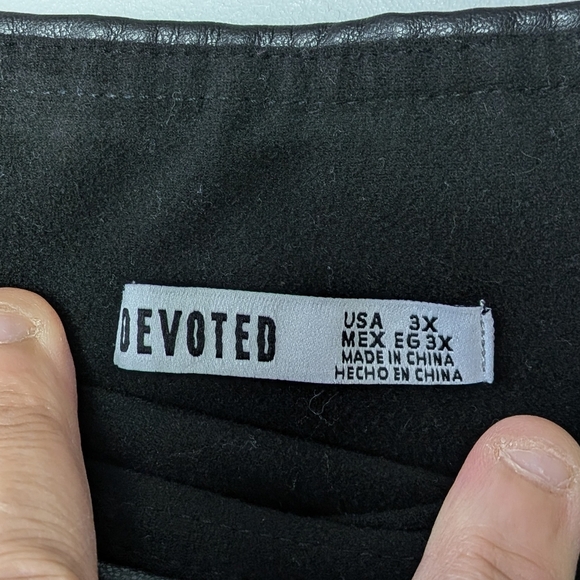 DEVOTED
USA 3X
MEX EG 3X
MADE IN CHINA
HECHO EN CHINA